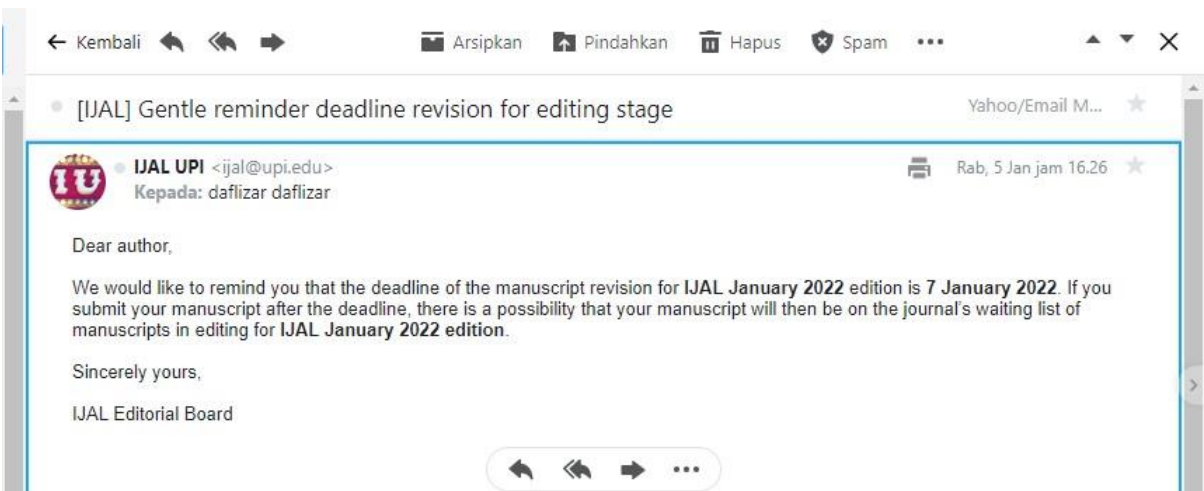 ← Kembali Arsipkan Pindahkan Hapus Spam
[IJAL] Gentle reminder deadline revision for editing stage Yahoo/Email M...
IU IJAL UPI <ijal@upi.edu> Rab, 5 Jan jam 16.26
Kepada: daflizar daflizar
Dear author,
We would like to remind you that the deadline of the manuscript revision for IJAL January 2022 edition is 7 January 2022. If you
submit your manuscript after the deadline, there is a possibility that your manuscript will then be on the journal's waiting list of
manuscripts in editing for IJAL January 2022 edition.
Sincerely yours,
IJAL Editorial Board